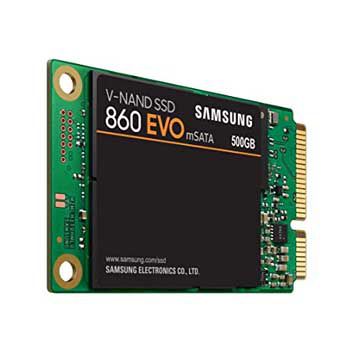 V-NAND SSD
860 EVO mSATA
SAMSUNG
500GB
www.samsung.com/ssd
SAMSUNG ELECTRONICS CO., LTD.